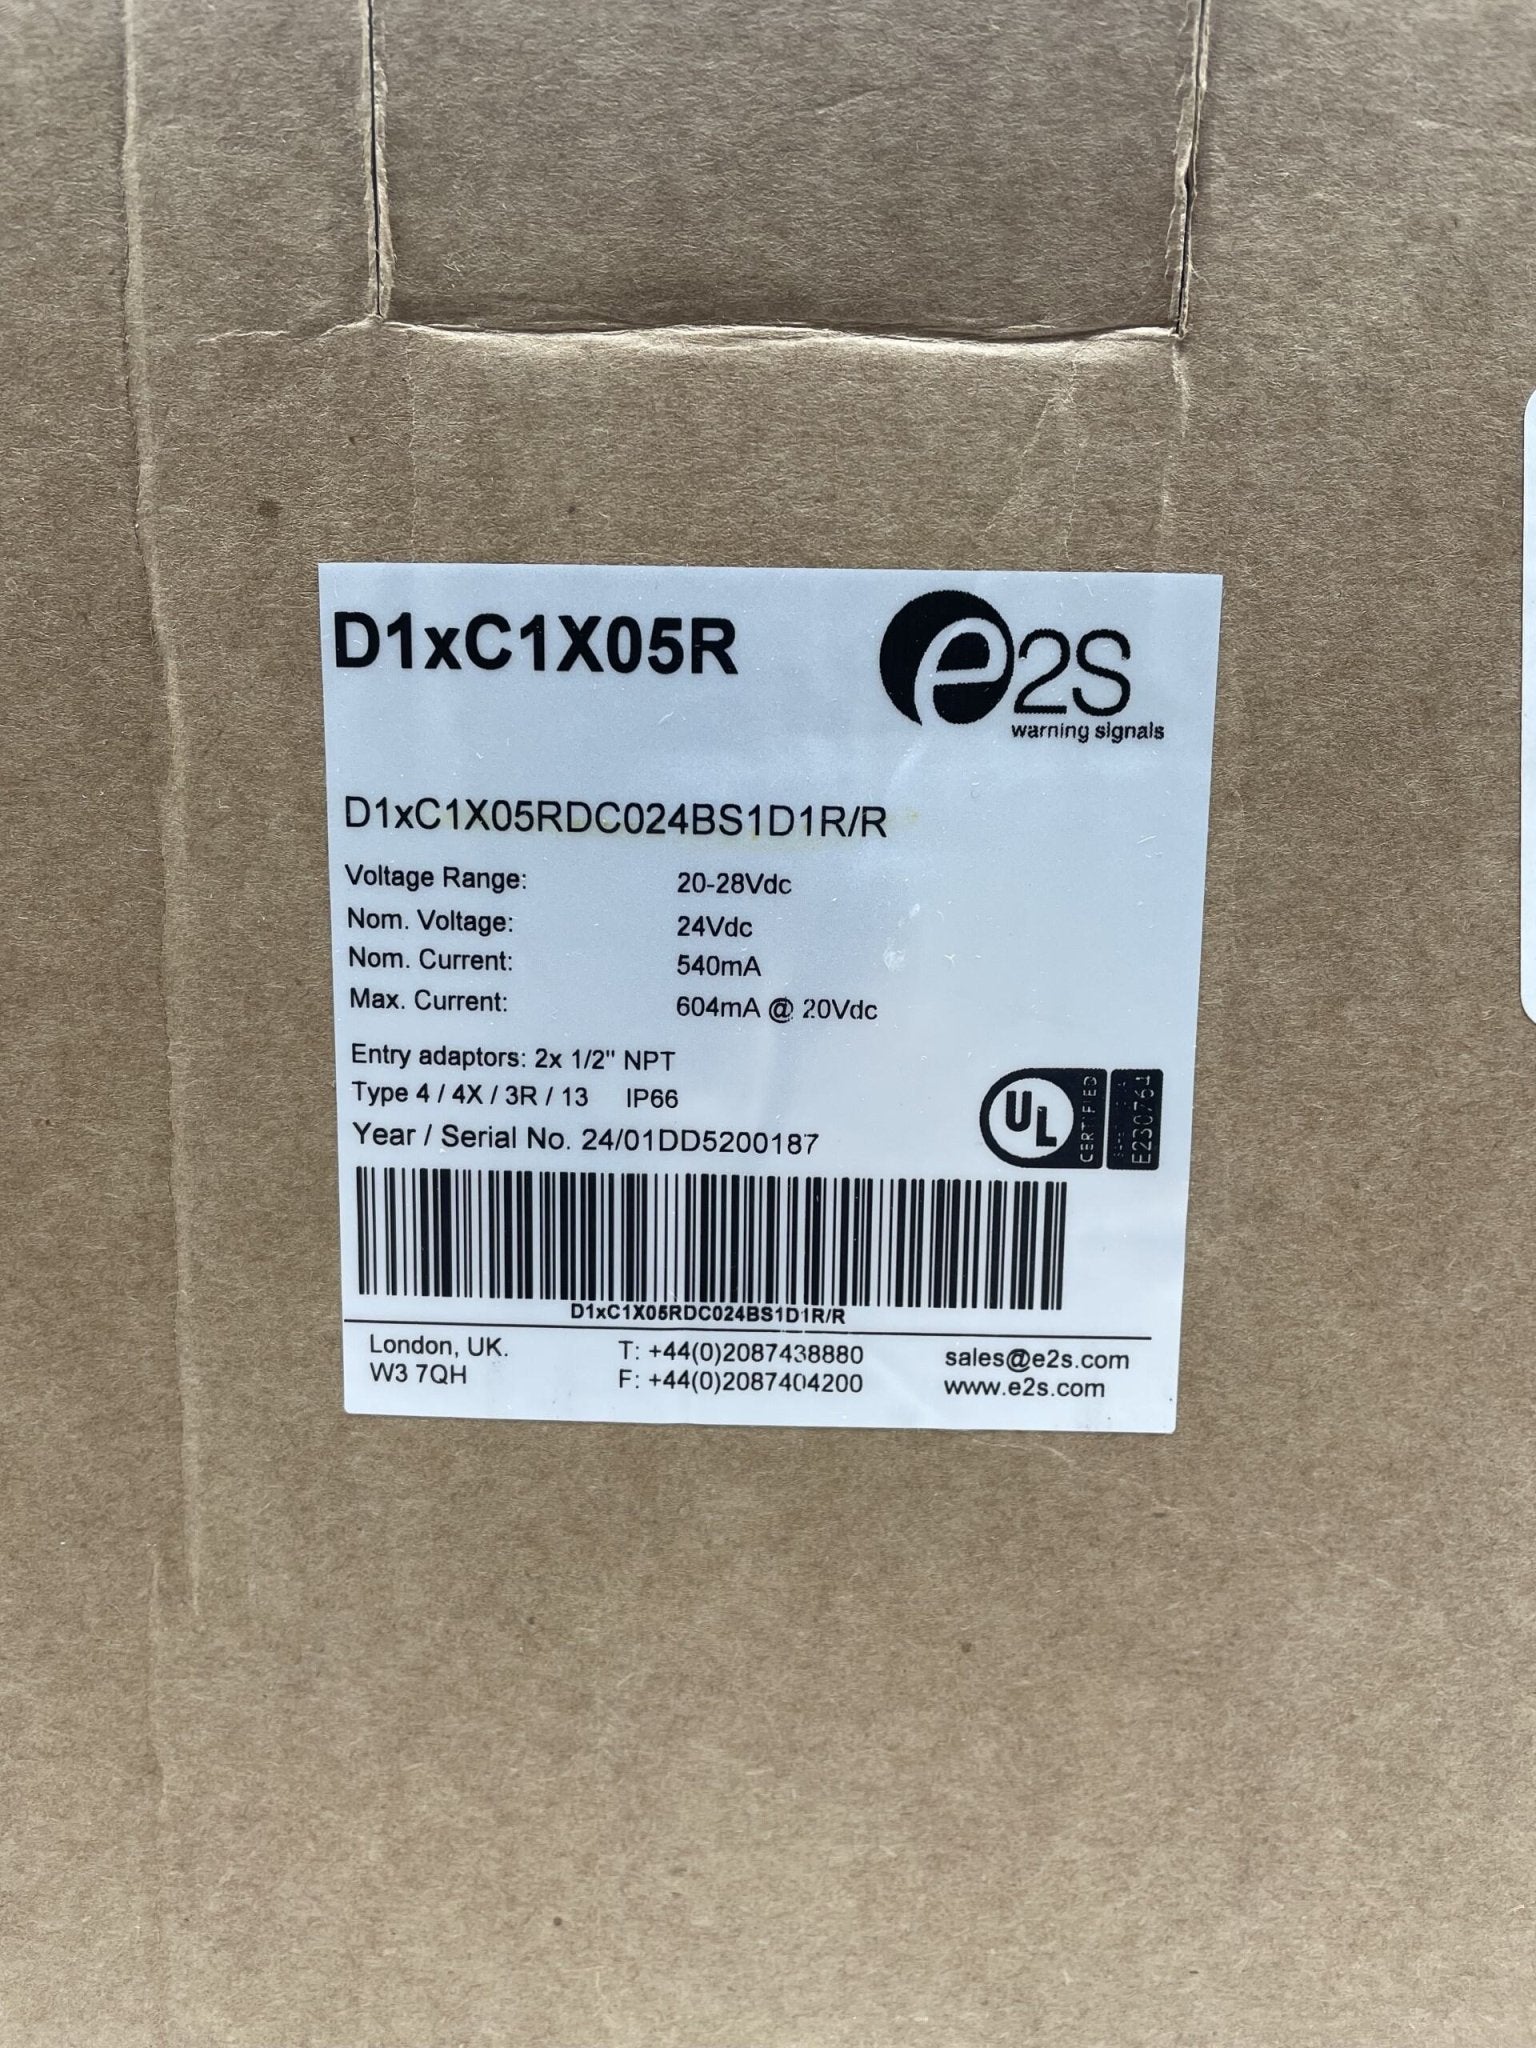 D1xC1X05R
e2S
warning signals
D1xC1X05RDC024BS1D1R/R
Voltage Range: 20-28Vdc
Nom. Voltage: 24Vdc
Nom. Current: 540mA
Max. Current: 604mA @ 20Vdc
Entry adaptors: 2x 1/2" NPT
Type 4 / 4X / 3R / 13 IP66
Year / Serial No. 24/01DD5200187
UL
CERTIFIED
E230764
D1xC1X05RDC024BS1D1R/R
London, UK. T: +44(0)2087438880 sales@e2s.com
W3 7QH F: +44(0)2087404200 www.e2s.com